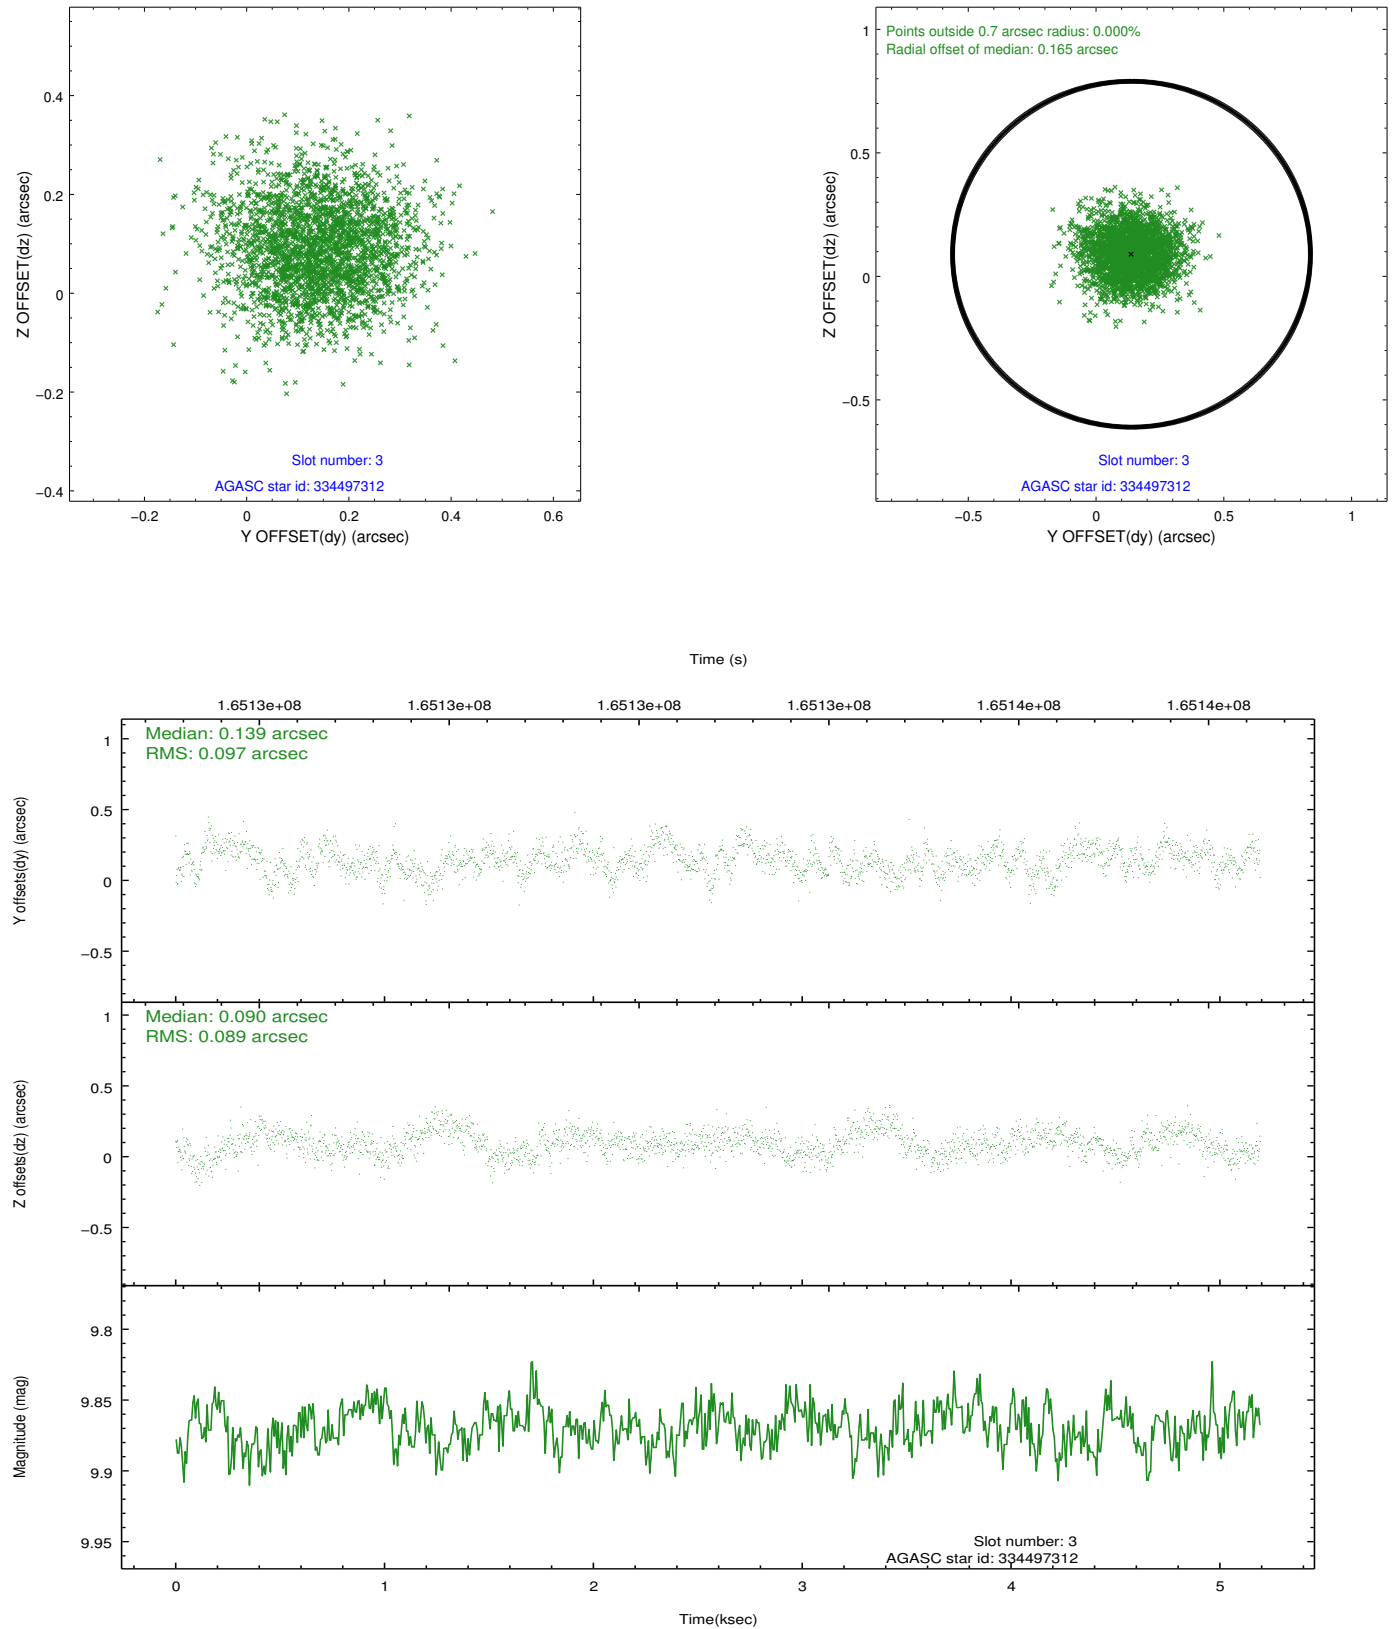 0.4
0.2
0
−0.2
−0.4
Z OFFSET(dz) (arcsec)
Slot number: 3
AGASC star id: 334497312
−0.2 0 0.2 0.4 0.6
Y OFFSET(dy) (arcsec)
Points outside 0.7 arcsec radius: 0.000%
Radial offset of median: 0.165 arcsec
1
0.5
0
−0.5
Z OFFSET(dz) (arcsec)
Slot number: 3
AGASC star id: 334497312
−0.5 0 0.5 1
Y OFFSET(dy) (arcsec)
Time (s)
1.6513e+08 1.6513e+08 1.6513e+08 1.6513e+08 1.6514e+08 1.6514e+08
Median: 0.139 arcsec
RMS: 0.097 arcsec
1
0.5
0
−0.5
Y offsets(dy) (arcsec)
Median: 0.090 arcsec
RMS: 0.089 arcsec
1
0.5
0
−0.5
Z offsets(dz) (arcsec)
9.8
9.85
9.9
9.95
Magnitude (mag)
Slot number: 3
AGASC star id: 334497312
0 1 2 3 4 5
Time(ksec)